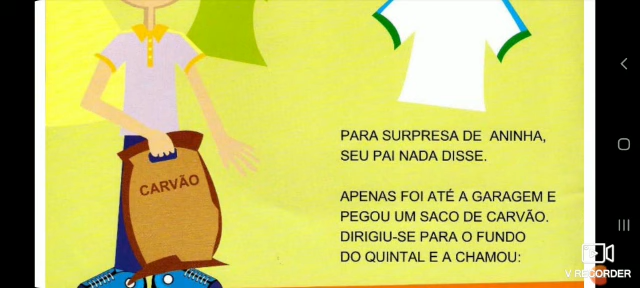 PARA SURPRESA DE ANINHA,
SEU PAI NADA DISSE.
APENAS FOI ATÉ A GARAGEM E
PEGOU UM SACO DE CARVÃO.
DIRIGIU-SE PARA O FUNDO
DO QUINTAL E A CHAMOU:
CARVÃO
V RECORDER